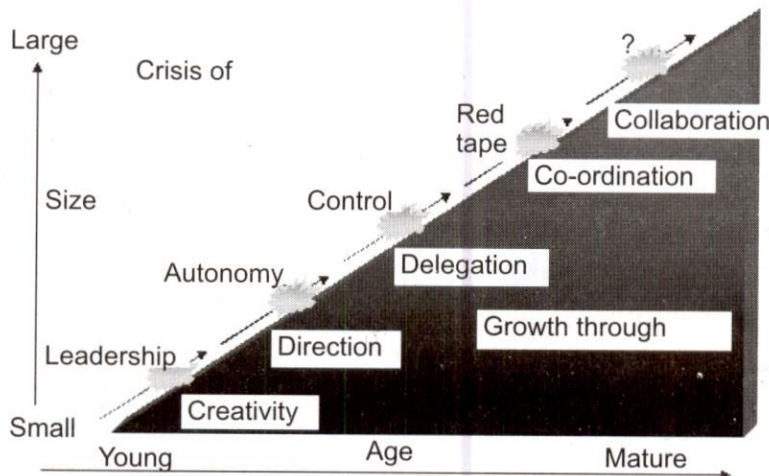 Large
Crisis of
?
Red
tape
Collaboration
Co-ordination
Size
Control
Delegation
Autonomy
Growth through
Direction
Leadership
Creativity
Small
Young
Age
Mature